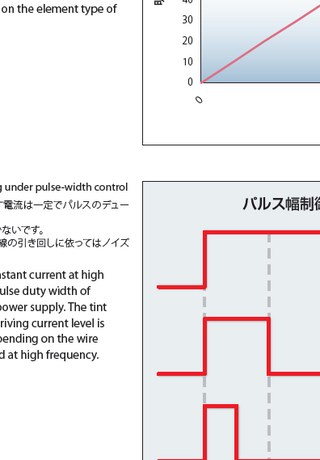 on the element type of
40
30
20
10
0
0
g under pulse-width control
電流は一定でパルスのデュー
ないです。
線の引き回しに依ってはノイズ
パルス幅制
stant current at high
ulse duty width of
power supply. The tint
riving current level is
pending on the wire
d at high frequency.